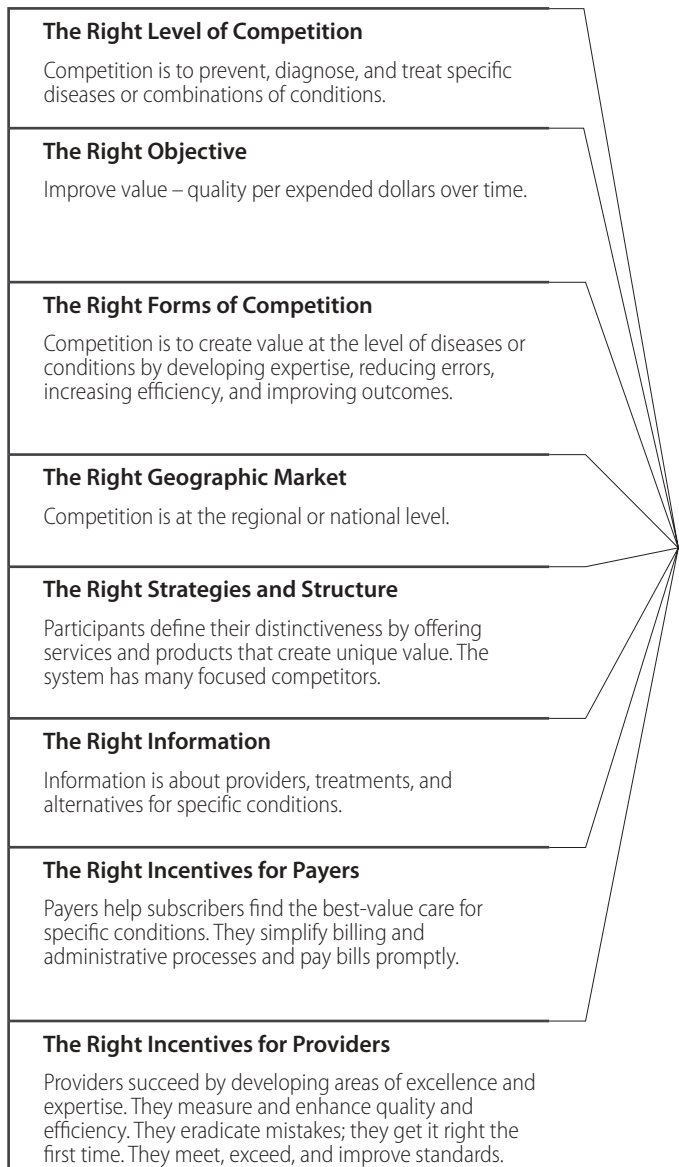 The Right Level of Competition
Competition is to prevent, diagnose, and treat specific
diseases or combinations of conditions.
The Right Objective
Improve value – quality per expended dollars over time.
The Right Forms of Competition
Competition is to create value at the level of diseases or
conditions by developing expertise, reducing errors,
increasing efficiency, and improving outcomes.
The Right Geographic Market
Competition is at the regional or national level.
The Right Strategies and Structure
Participants define their distinctiveness by offering
services and products that create unique value. The
system has many focused competitors.
The Right Information
Information is about providers, treatments, and
alternatives for specific conditions.
The Right Incentives for Payers
Payers help subscribers find the best-value care for
specific conditions. They simplify billing and
administrative processes and pay bills promptly.
The Right Incentives for Providers
Providers succeed by developing areas of excellence and
expertise. They measure and enhance quality and
efficiency. They eradicate mistakes; they get it right the
first time. They meet, exceed, and improve standards.